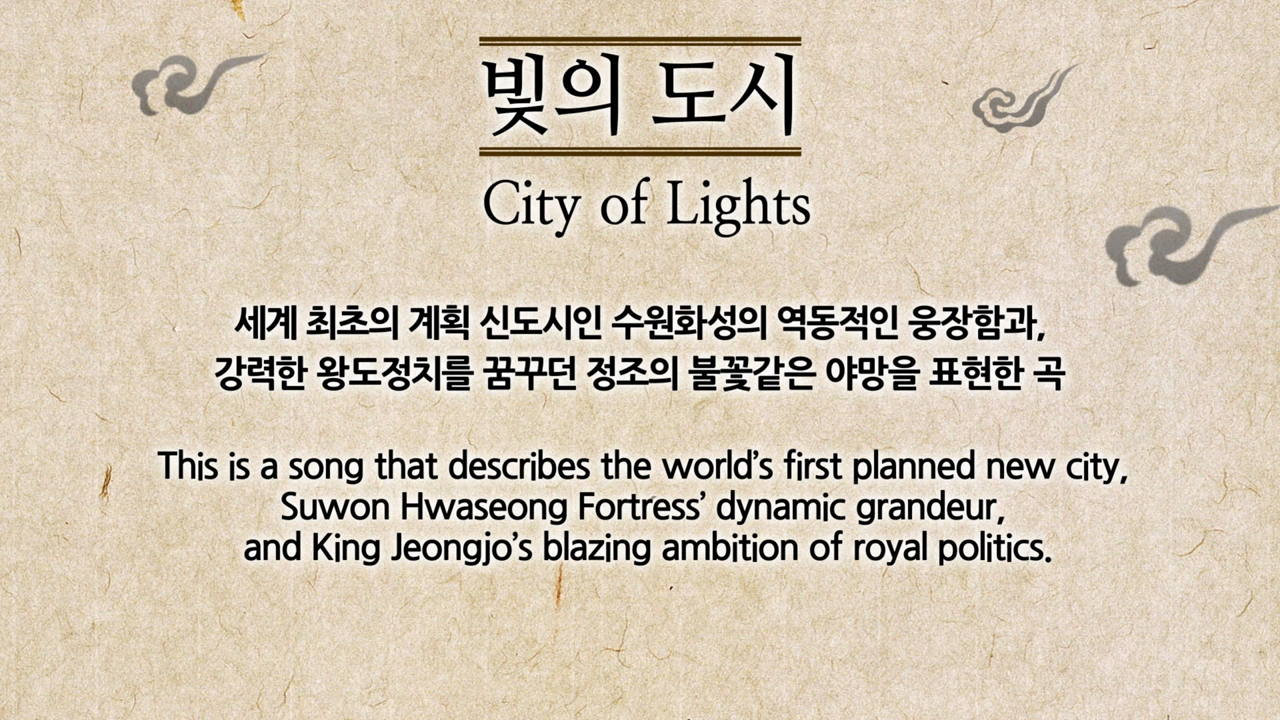 빛의 도시
City of Lights
세계 최초의 계획 신도시인 수원화성의 역동적인 웅장함과,
강력한 왕도정치를 꿈꾸던 정조의 불꽃같은 야망을 표현한 곡
This is a song that describes the world’s first planned new city,
Suwon Hwaseong Fortress’ dynamic grandeur,
and King Jeongjo’s blazing ambition of royal politics.